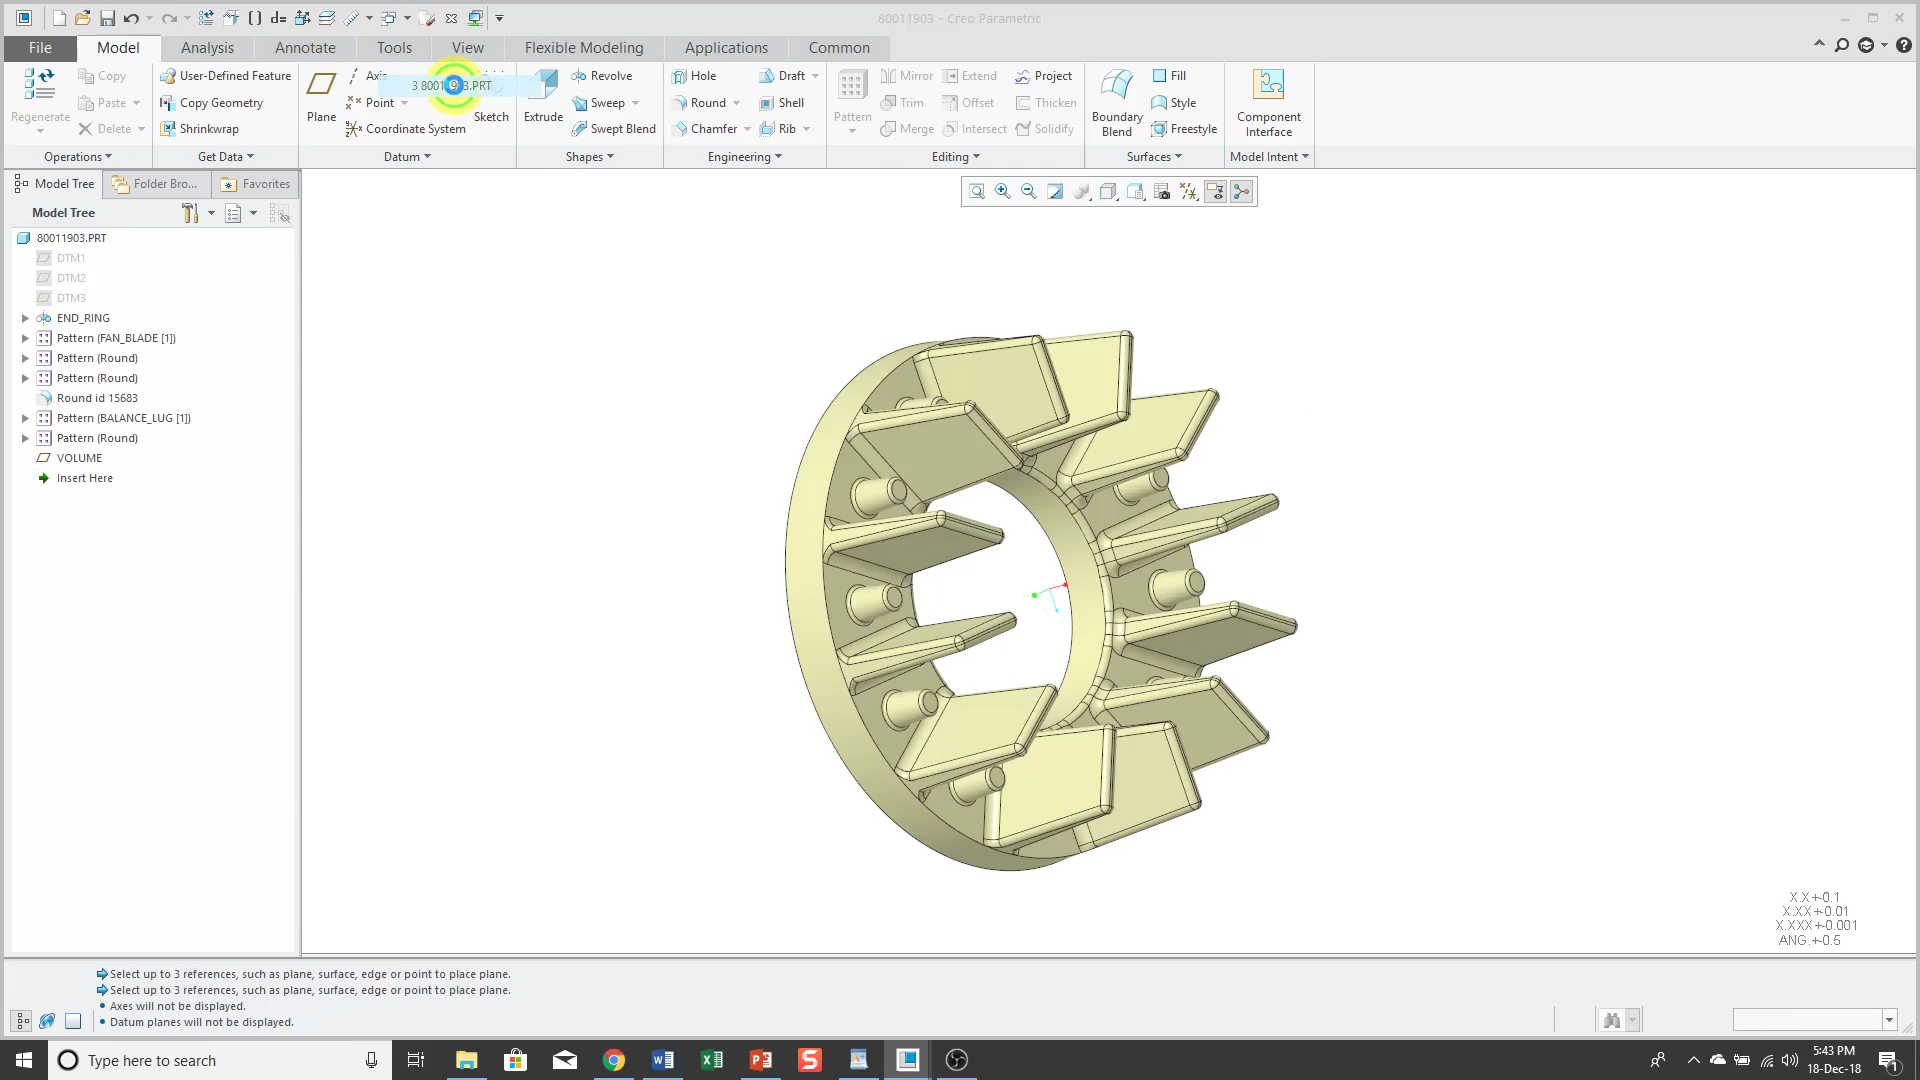 80011903 - Creo Parametric
File Model Analysis Annotate Tools View Flexible Modeling Applications Common
Regenerate
Copy
Paste
Delete
User-Defined Feature
Copy Geometry
Shrinkwrap
Plane
Point
Coordinate System
Sketch
Extrude
Revolve
Sweep
Swept Blend
Hole
Round
Chamfer
Draft
Shell
Rib
Pattern
Mirror
Trim
Merge
Extend
Offset
Intersect
Project
Thicken
Solidify
Boundary
Blend
Fill
Style
Freestyle
Component
Interface
Operations Get Data Datum Shapes Engineering Editing Surfaces Model Intent
Model Tree Folder Bro... Favorites
Model Tree
80011903.PRT
DTM1
DTM2
DTM3
END_RING
Pattern (FAN_BLADE [1])
Pattern (Round)
Pattern (Round)
Round id 15683
Pattern (BALANCE_LUG [1])
Pattern (Round)
VOLUME
Insert Here
X.X+-0.1
X.XX+-0.01
X.XXX+-0.001
ANG.+-0.5
Select up to 3 references, such as plane, surface, edge or point to place plane.
Select up to 3 references, such as plane, surface, edge or point to place plane.
• Axes will not be displayed.
• Datum planes will not be displayed.
Type here to search
5:43 PM
18-Dec-18
1